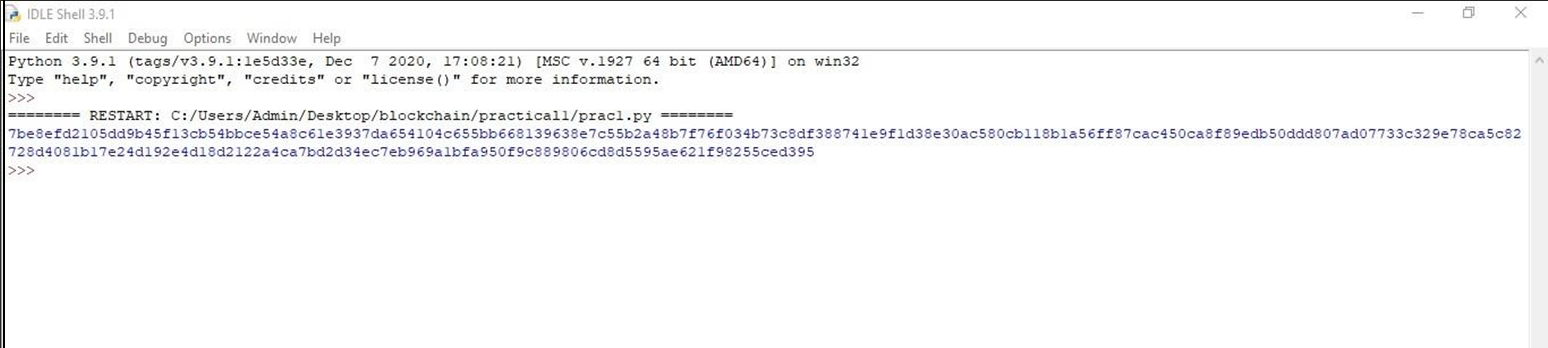 IDLE Shell 3.9.1
File Edit Shell Debug Options Window Help
Python 3.9.1 (tags/v3.9.1:1e5d33e, Dec  7 2020, 17:08:21) [MSC v.1927 64 bit (AMD64)] on win32
Type "help", "copyright", "credits" or "license()" for more information.
>>>
======== RESTART: C:/Users/Admin/Desktop/blockchain/practical1/prac1.py ========
7be8efd2105dd9b45f13cb54bbce54a8c61e3937da654104c655bb668139638e7c55b2a48b7f76f034b73c8df388741e9f1d38e30ac580cb118b1a56ff87cac450ca8f89edb50ddd807ad07733c329e78ca5c82
728d4081b17e24d192e4d18d2122a4ca7bd2d34ec7eb969a1bfa950f9c889806cd8d5595ae621f98255ced395
>>>